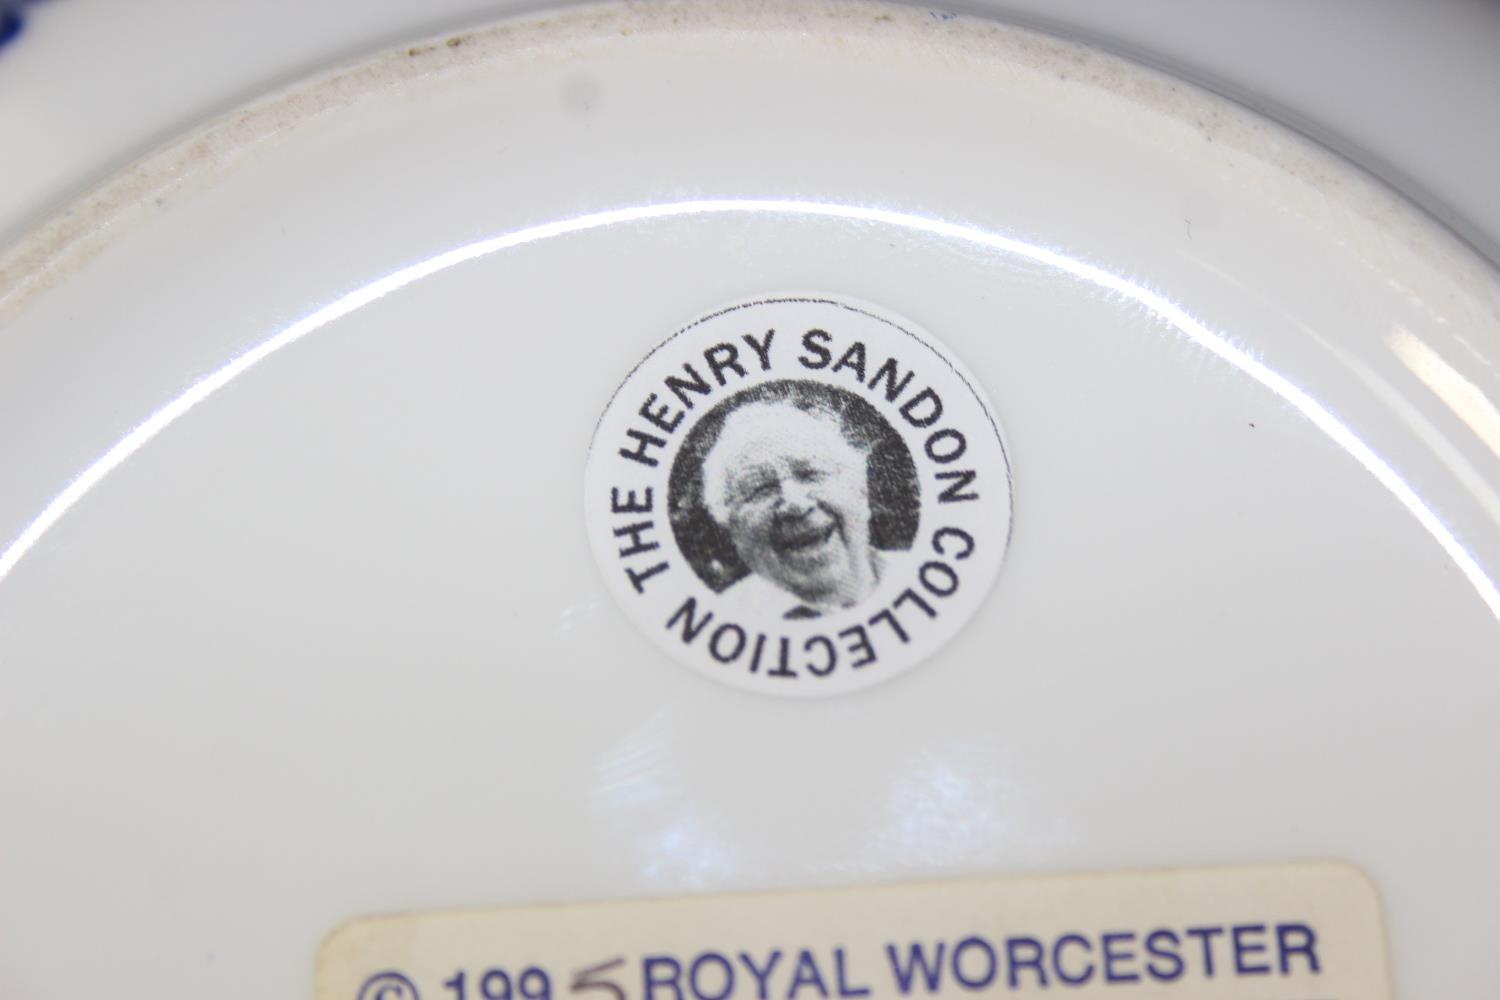 THE HENRY SANDON COLLECTION
© 1995 ROYAL WORCESTER